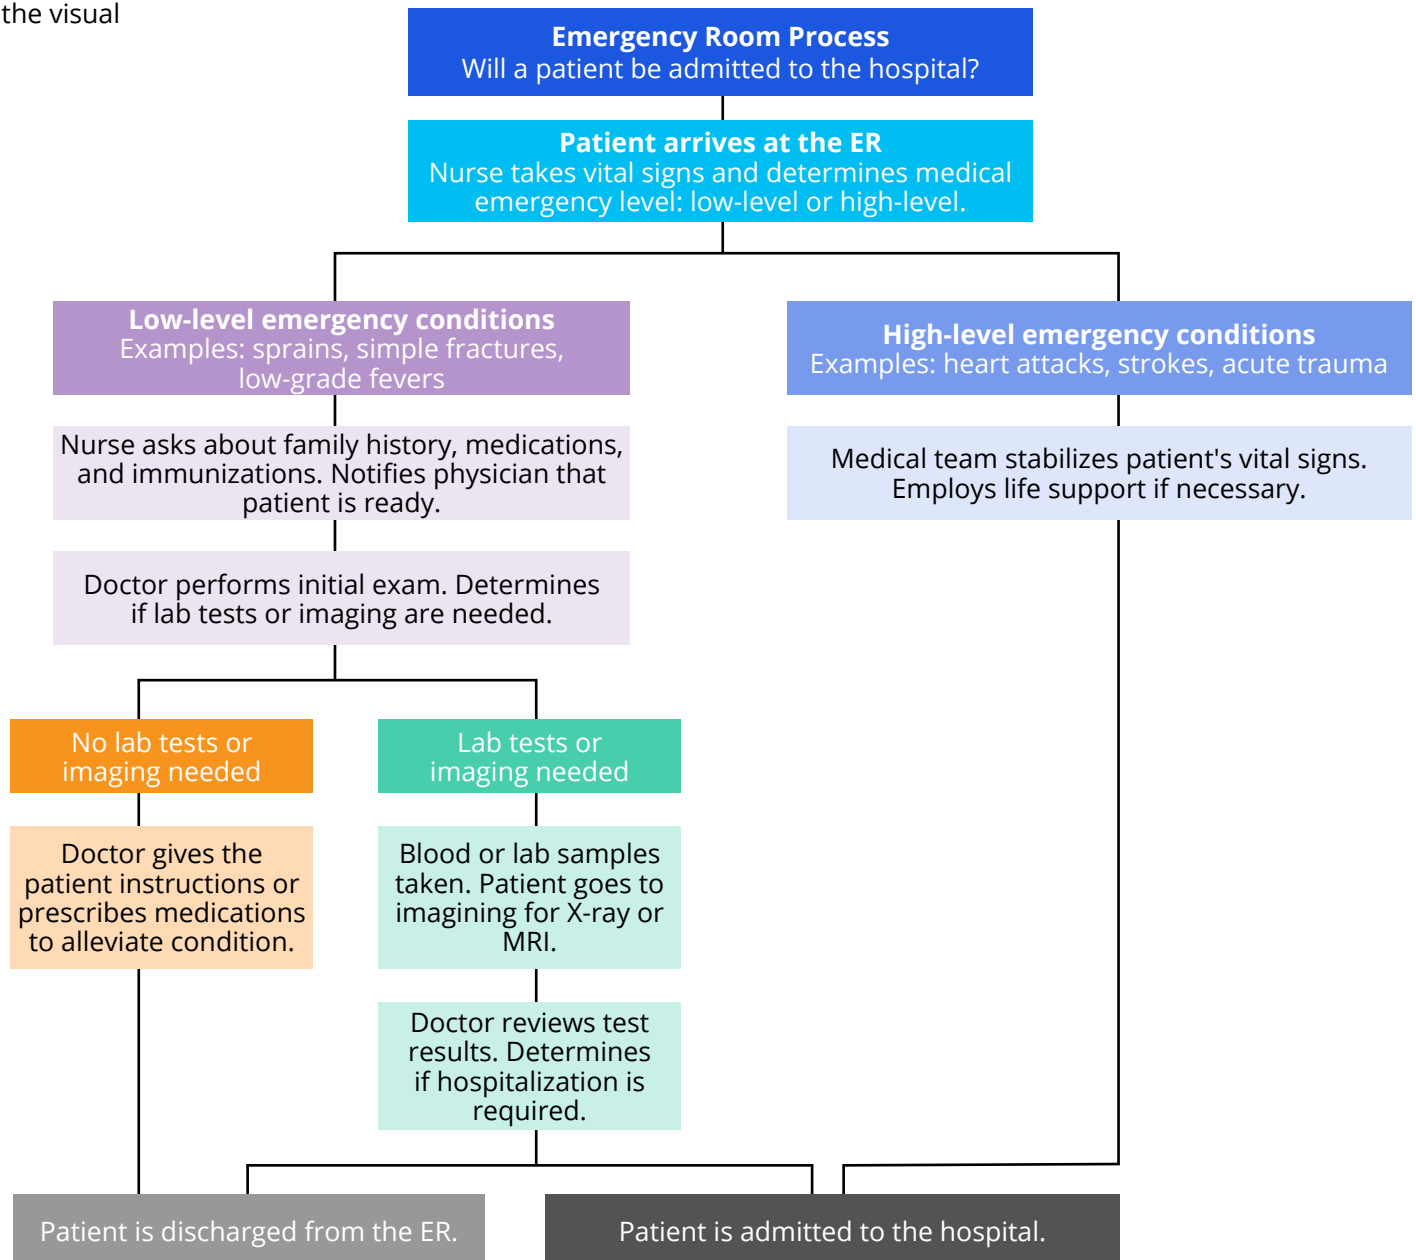 the visual
Emergency Room Process
Will a patient be admitted to the hospital?
Patient arrives at the ER
Nurse takes vital signs and determines medical
emergency level: low-level or high-level.
Low-level emergency conditions
Examples: sprains, simple fractures,
low-grade fevers
High-level emergency conditions
Examples: heart attacks, strokes, acute trauma
Nurse asks about family history, medications,
and immunizations. Notifies physician that
patient is ready.
Medical team stabilizes patient's vital signs.
Employs life support if necessary.
Doctor performs initial exam. Determines
if lab tests or imaging are needed.
No lab tests or
imaging needed
Lab tests or
imaging needed
Doctor gives the
patient instructions or
prescribes medications
to alleviate condition.
Blood or lab samples
taken. Patient goes to
imagining for X-ray or
MRI.
Doctor reviews test
results. Determines
if hospitalization is
required.
Patient is discharged from the ER.
Patient is admitted to the hospital.